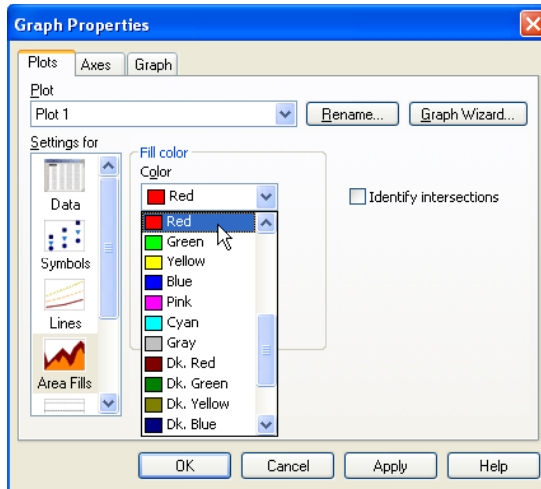 Graph Properties
Plots Axes Graph
Plot
Plot 1 Rename... Graph Wizard...
Settings for
Fill color
Color
Data
Red
Identify intersections
Red
Green
Symbols
Yellow
Blue
Pink
Lines
Cyan
Gray
Dk. Red
Area Fills
Dk. Green
Dk. Yellow
Dk. Blue
OK Cancel Apply Help